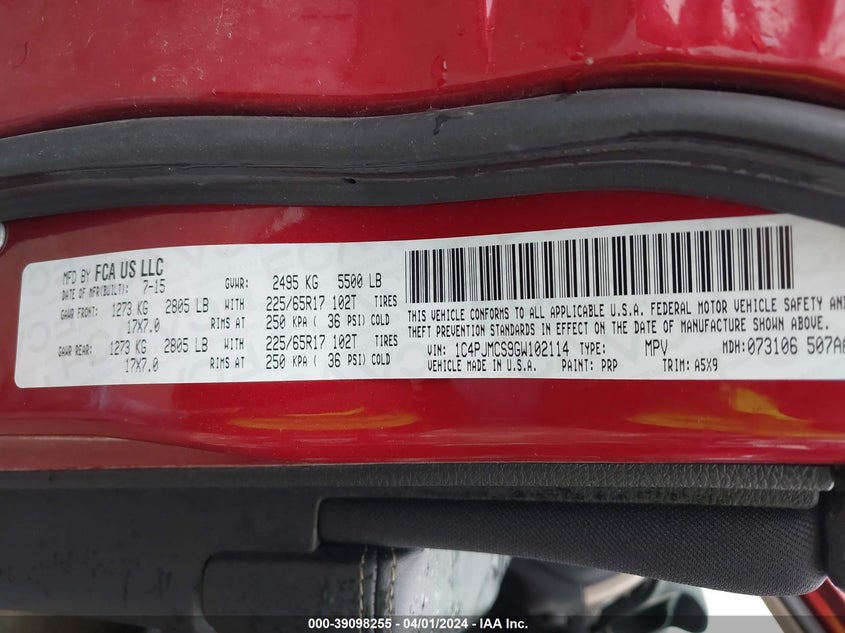 MFD BY FCA US LLC
DATE OF MFR(BUILT): 7-15 GVWR: 2495 KG 5500 LB
GAWR FRONT: 1273 KG 2805 LB WITH 225/65R17 102T TIRES
17X7.0 RIMS AT 250 KPA ( 36 PSI) COLD
GAWR REAR: 1273 KG 2805 LB WITH 225/65R17 102T TIRES
17X7.0 RIMS AT 250 KPA ( 36 PSI) COLD
THIS VEHICLE CONFORMS TO ALL APPLICABLE U.S.A. FEDERAL MOTOR VEHICLE SAFETY AN
THEFT PREVENTION STANDARDS IN EFFECT ON THE DATE OF MANUFACTURE SHOWN ABOVE.
VIN: 1C4PJMCS9GW102114 TYPE: MPV MDH:073106 507AA
VEHICLE MADE IN U.S.A. PAINT: PRP TRIM: A5X9
000-39098255 - 04/01/2024 - IAAI.COM